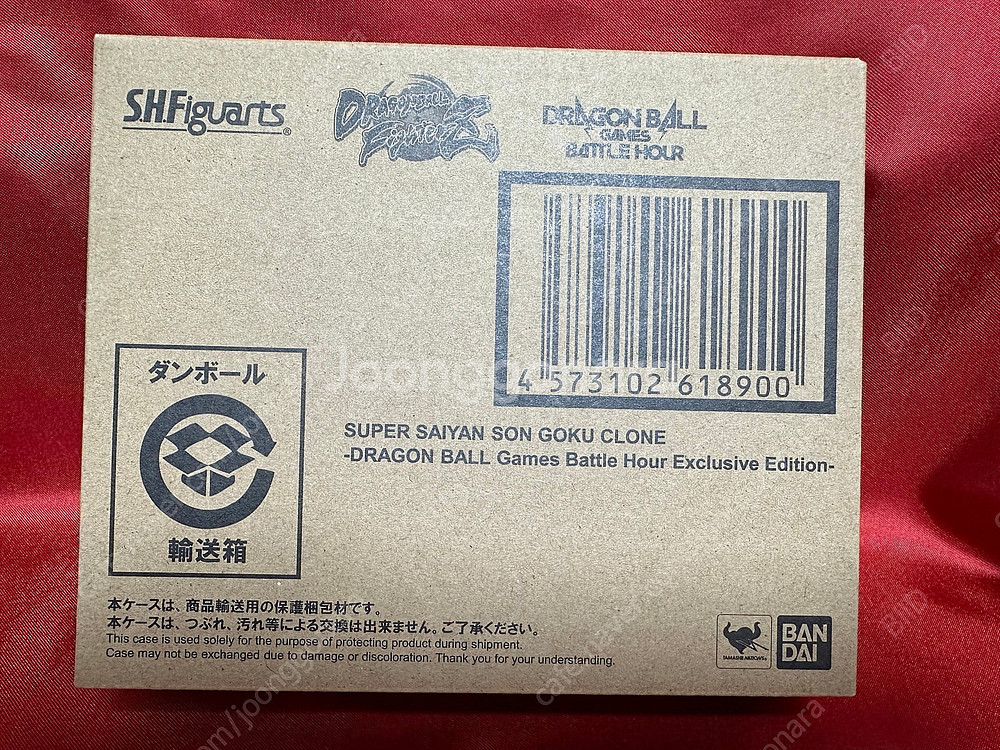 S.H.Figuarts®
DRAGONBALL
FighterZ
DRAGON BALL
GAMES
BATTLE HOUR
4 573102 618900
SUPER SAIYAN SON GOKU CLONE
-DRAGON BALL Games Battle Hour Exclusive Edition-
ダンボール
輸送箱
本ケースは、商品輸送用の保護梱包材です。
本ケースは、つぶれ、汚れ等による交換は出来ません。ご了承ください。
This case is used solely for the purpose of protecting product during shipment.
Case may not be exchanged due to damage or discoloration. Thank you for your understanding.
TAMASHII NATIONS
BAN
DAI